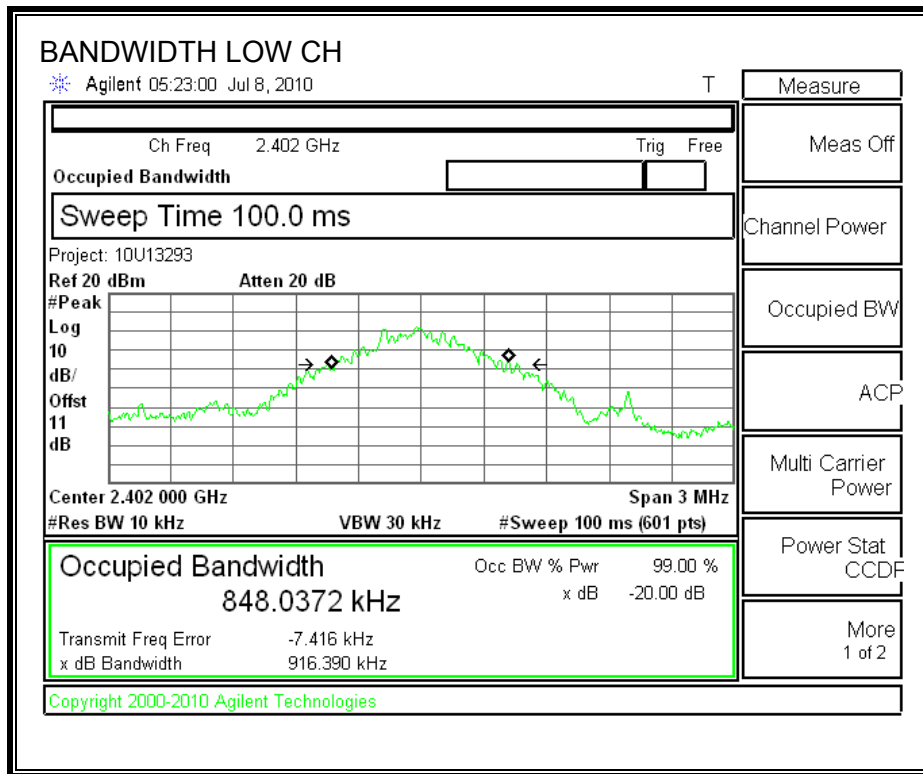 BANDWIDTH LOW CH
Agilent 05:23:00 Jul 8, 2010 T
Measure
Ch Freq 2.402 GHz Trig Free
Meas Off
Occupied Bandwidth
Sweep Time 100.0 ms
Channel Power
Project: 10U13293
Ref 20 dBm Atten 20 dB
#Peak
Log
10
dB/
Offst
11
dB
Occupied BW
ACP
Multi Carrier
Power
Center 2.402 000 GHz Span 3 MHz
#Res BW 10 kHz VBW 30 kHz #Sweep 100 ms (601 pts)
Power Stat
CCDF
Occupied Bandwidth Occ BW % Pwr 99.00 %
848.0372 kHz x dB -20.00 dB
Transmit Freq Error -7.416 kHz
x dB Bandwidth 916.390 kHz
More
1 of 2
Copyright 2000-2010 Agilent Technologies